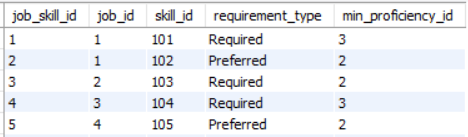 job_skill_id job_id skill_id requirement_type min_proficiency_id
1 1 101 Required 3
2 1 102 Preferred 2
3 2 103 Required 2
4 3 104 Required 3
5 4 105 Preferred 2